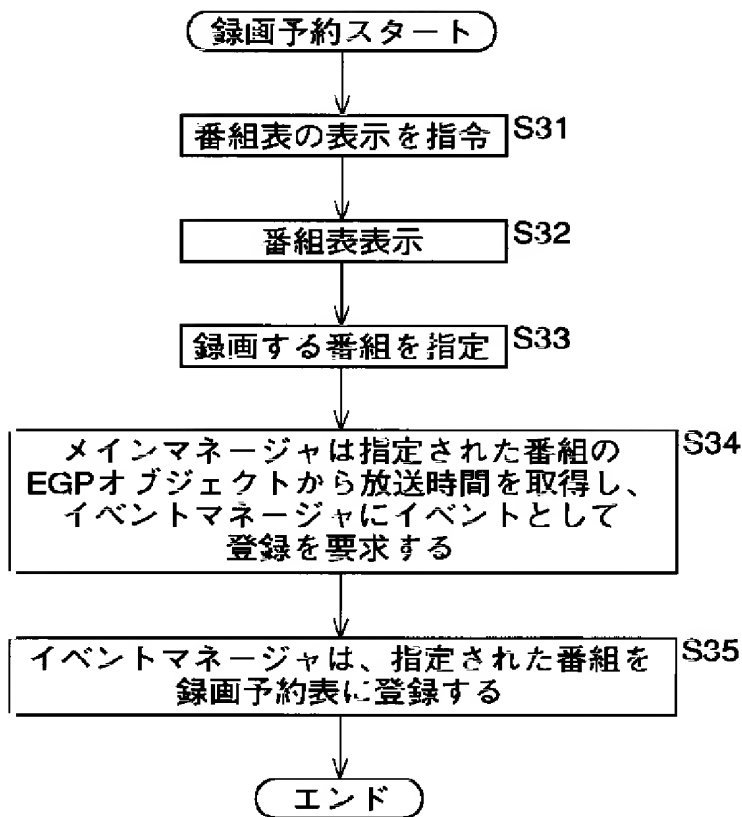 録画予約スタート
番組表の表示を指令 S31
番組表表示 S32
録画する番組を指定 S33
メインマネージャは指定された番組の S34
EGPオブジェクトから放送時間を取得し、
イベントマネージャにイベントとして
登録を要求する
イベントマネージャは、指定された番組を S35
録画予約表に登録する
エンド